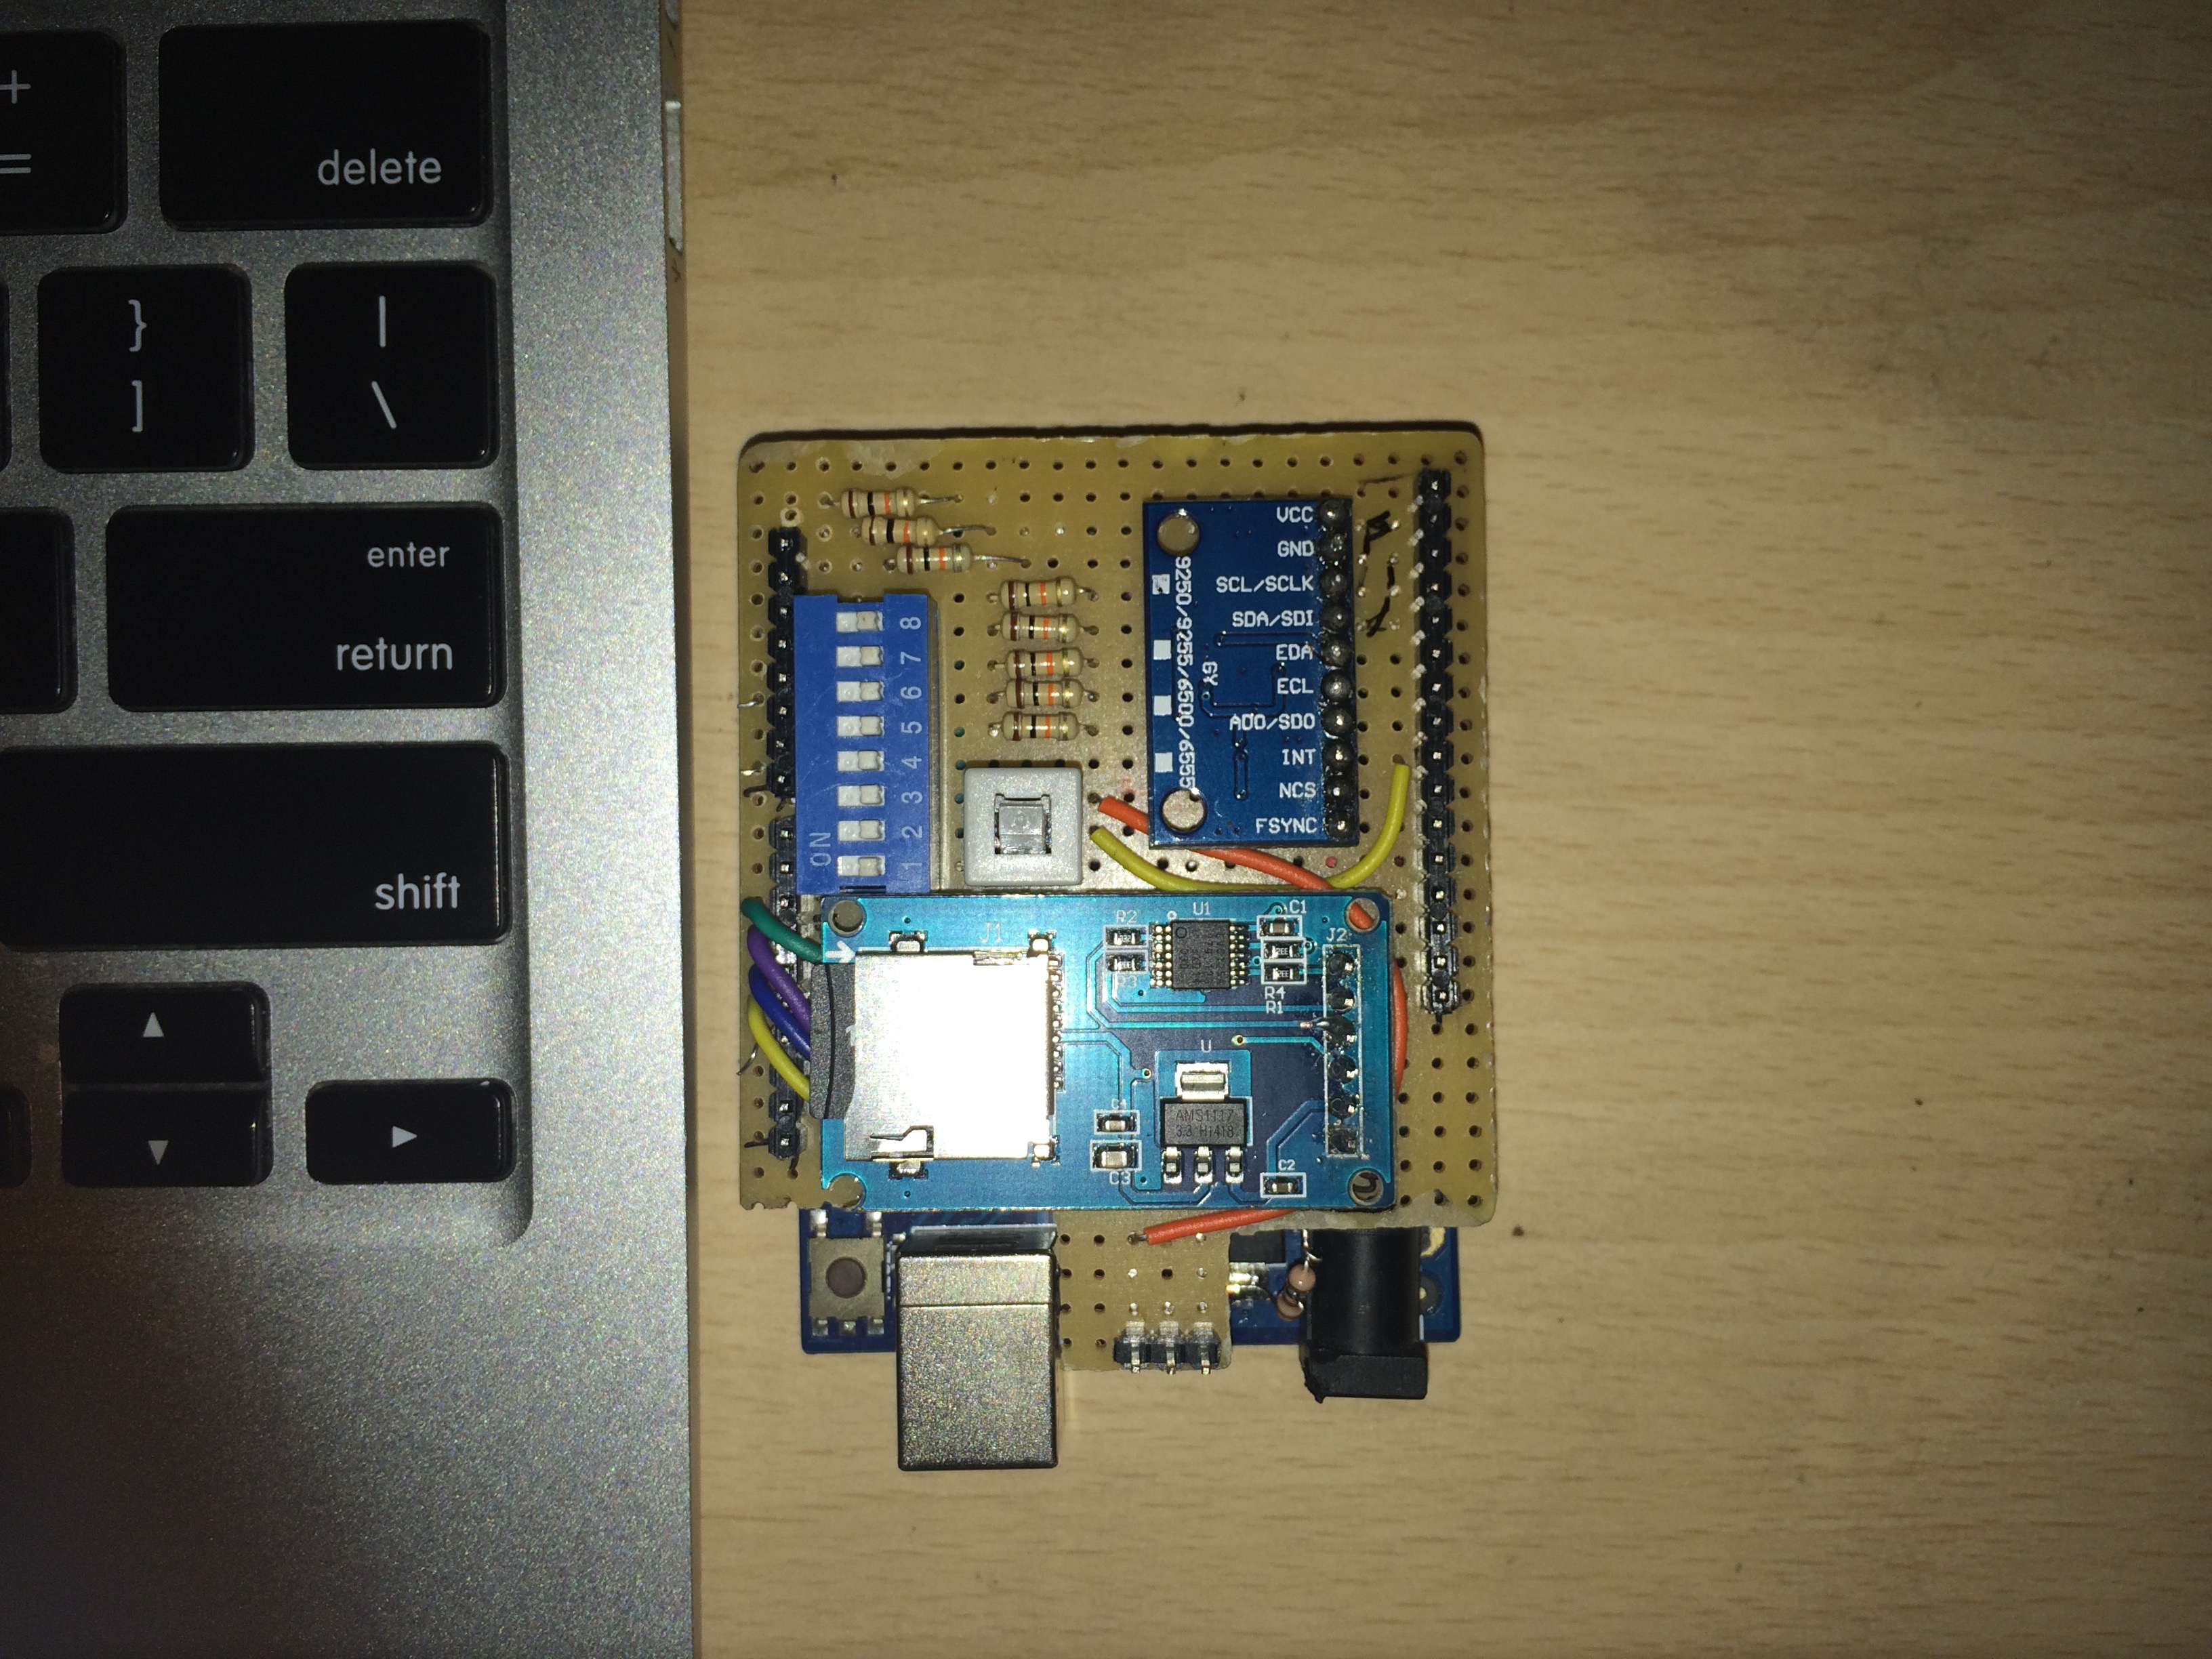 +
=
delete
}
]
|
\
enter
return
shift
VCC
GND
SCL/SCLK
SDA/SDI
EDA
ECL
ADO/SDO
INT
NCS
FSYNC
9250/9255/6500/6555
GY
8
7
6
5
4
3
2
1
ON
J1
R2
U1
C1
J2
R4
R1
U
AMS1117
3.3
C3
C2